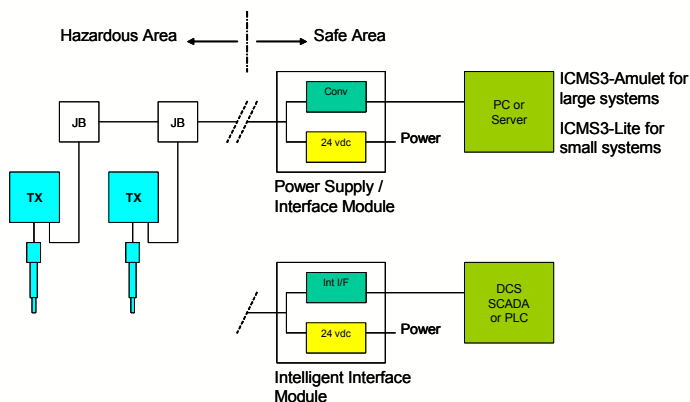 Hazardous Area
Safe Area
ICMS3-Amulet for
large systems
ICMS3-Lite for
small systems
Conv
24 vdc
Power
PC or
Server
JB
JB
TX
TX
Power Supply /
Interface Module
Int I/F
24 vdc
Power
DCS
SCADA
or PLC
Intelligent Interface
Module